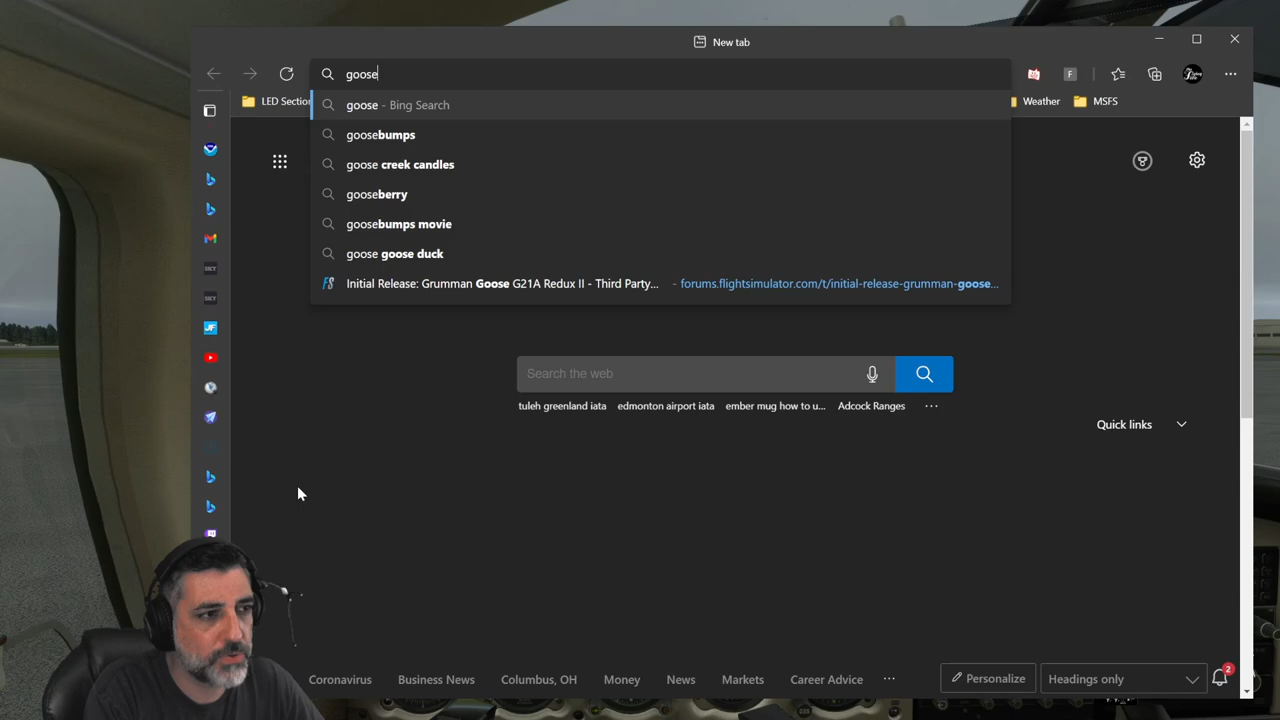 New tab
goose
LED Section
Weather
MSFS
goose - Bing Search
goosebumps
goose creek candles
gooseberry
goosebumps movie
goose goose duck
Initial Release: Grumman Goose G21A Redux II - Third Party... - forums.flightsimulator.com/t/initial-release-grumman-goose...
Search the web
tuleh greenland iata edmonton airport iata ember mug how to u... Adcock Ranges ...
Quick links
Coronavirus Business News Columbus, OH Money News Markets Career Advice ... Personalize Headings only 2